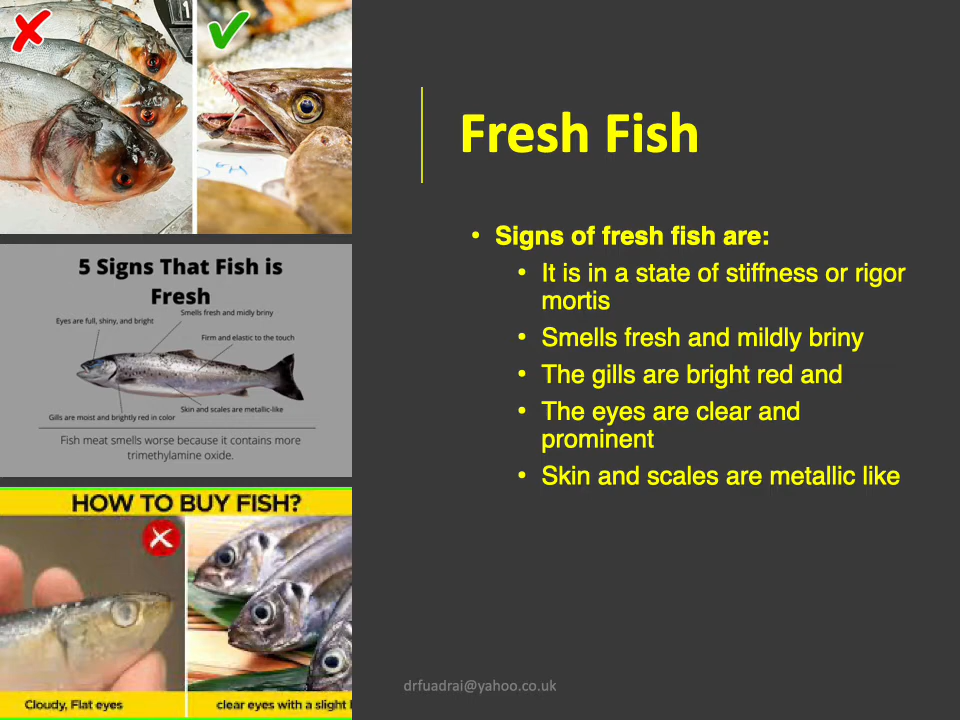 Fresh Fish
• Signs of fresh fish are:
• It is in a state of stiffness or rigor
mortis
• Smells fresh and mildly briny
• The gills are bright red and
• The eyes are clear and
prominent
• Skin and scales are metallic like
5 Signs That Fish is
Fresh
Smells fresh and midly briny
Eyes are full, shiny, and bright
Firm and elastic to the touch
Skin and scales are metallic-like
Gills are moist and brightly red in color
Fish meat smells worse because it contains more
trimethylamine oxide.
HOW TO BUY FISH?
Cloudy, Flat eyes
clear eyes with a slight
drfuadrai@yahoo.co.uk